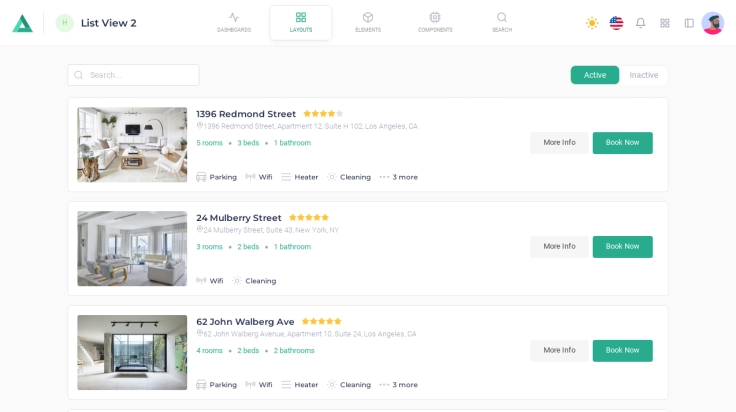 H
List View 2
DASHBOARDS
LAYOUTS
ELEMENTS
COMPONENTS
SEARCH
Search...
Active
Inactive
1396 Redmond Street
1396 Redmond Street, Apartment 12, Suite H 102, Los Angeles, CA
5 rooms • 3 beds • 1 bathroom
More Info
Book Now
Parking Wifi Heater Cleaning 3 more
24 Mulberry Street
24 Mulberry Street, Suite 43, New York, NY
3 rooms • 2 beds • 1 bathroom
More Info
Book Now
Wifi Cleaning
62 John Walberg Ave
62 John Walberg Avenue, Apartment 10, Suite 24, Los Angeles, CA
4 rooms • 2 beds • 2 bathrooms
More Info
Book Now
Parking Wifi Heater Cleaning 3 more